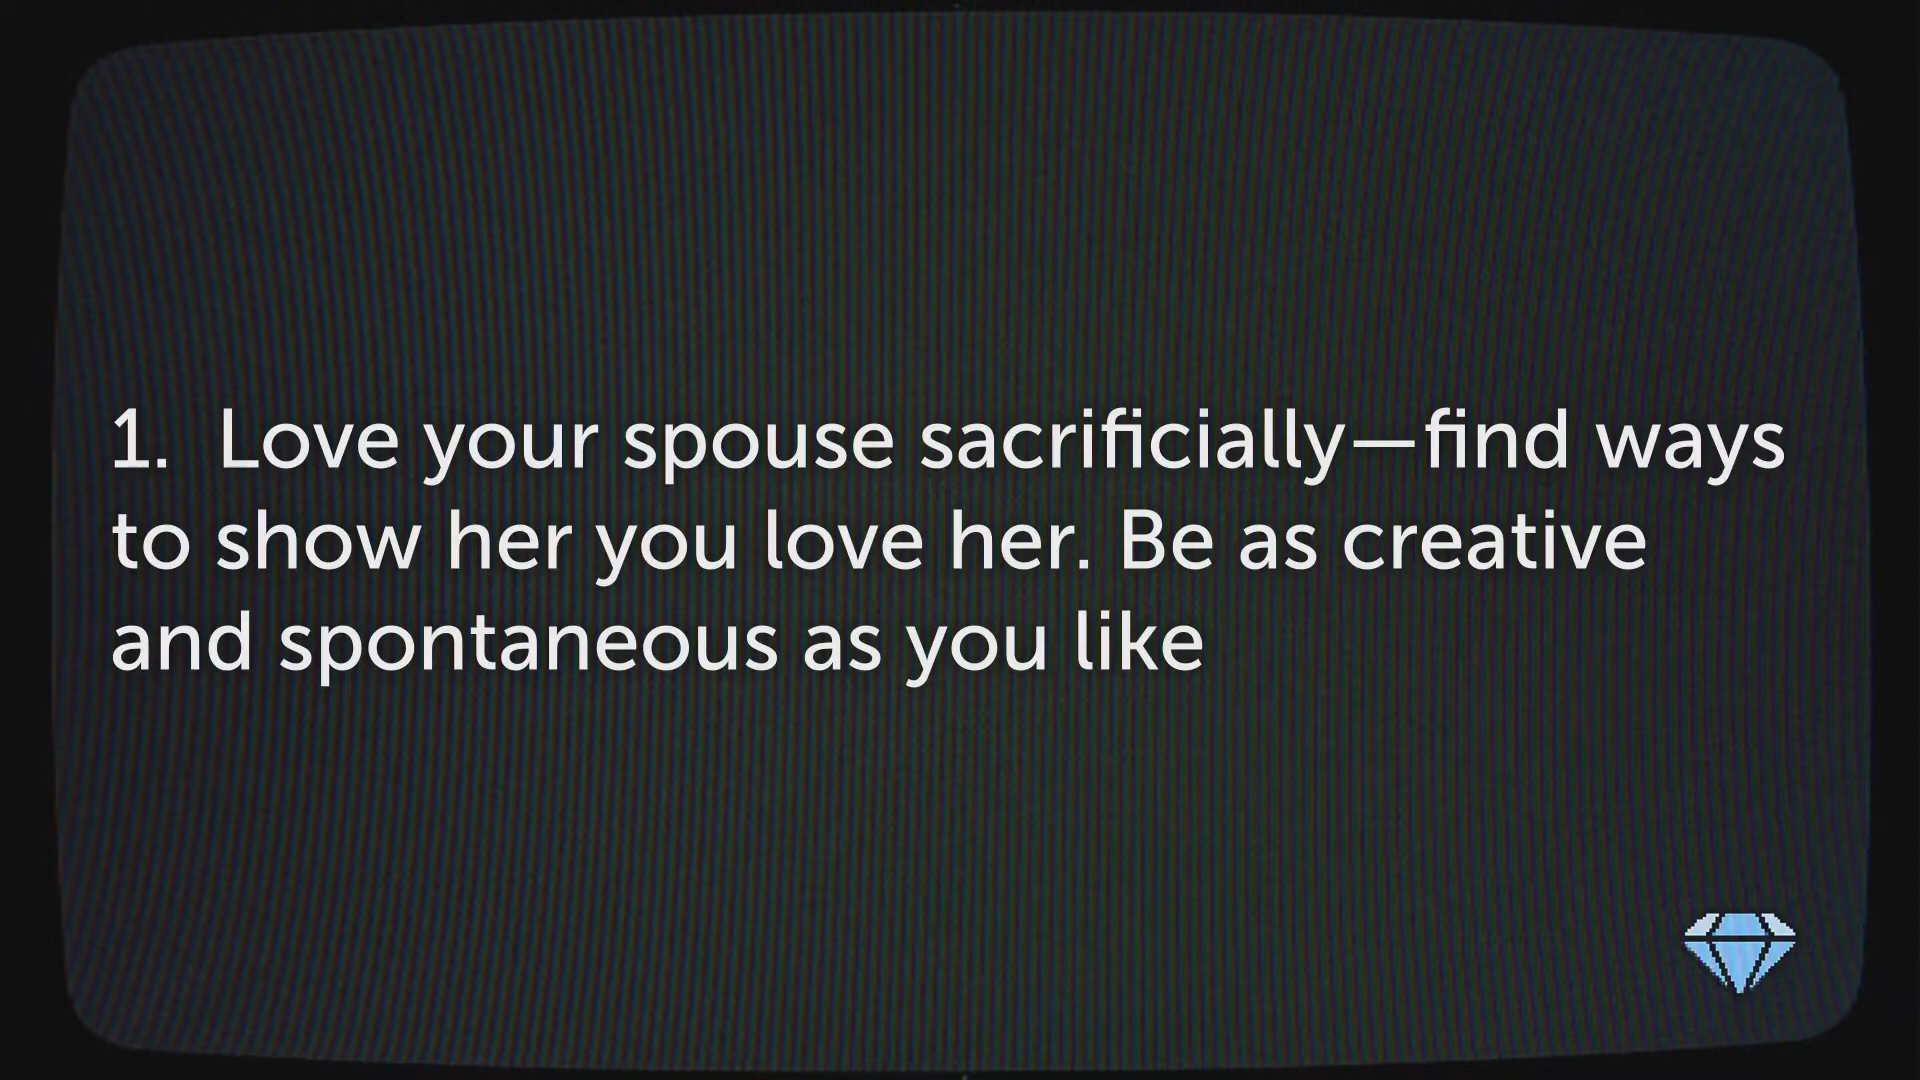 1.  Love your spouse sacrificially—find ways
to show her you love her. Be as creative
and spontaneous as you like